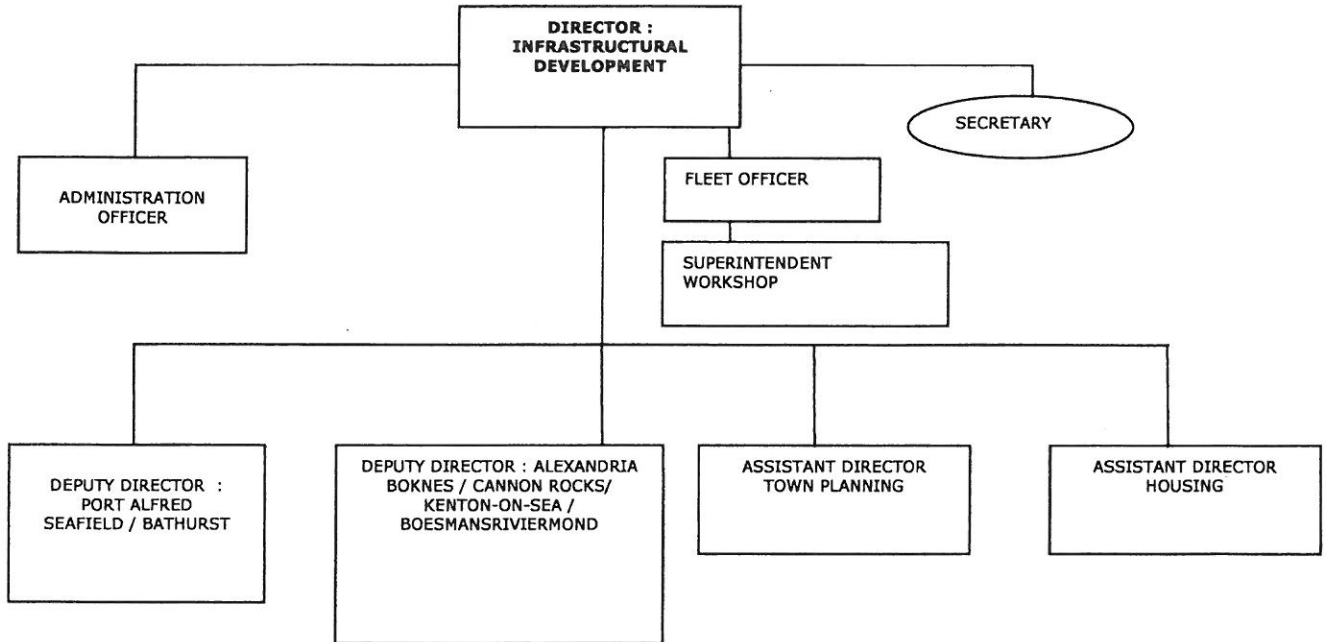 DIRECTOR :
INFRASTRUCTURAL
DEVELOPMENT
SECRETARY
ADMINISTRATION
OFFICER
FLEET OFFICER
SUPERINTENDENT
WORKSHOP
DEPUTY DIRECTOR :
PORT ALFRED
SEAFIELD / BATHURST
DEPUTY DIRECTOR : ALEXANDRIA
BOKNES / CANNON ROCKS/
KENTON-ON-SEA /
BOESMANSRIVIERMOND
ASSISTANT DIRECTOR
TOWN PLANNING
ASSISTANT DIRECTOR
HOUSING